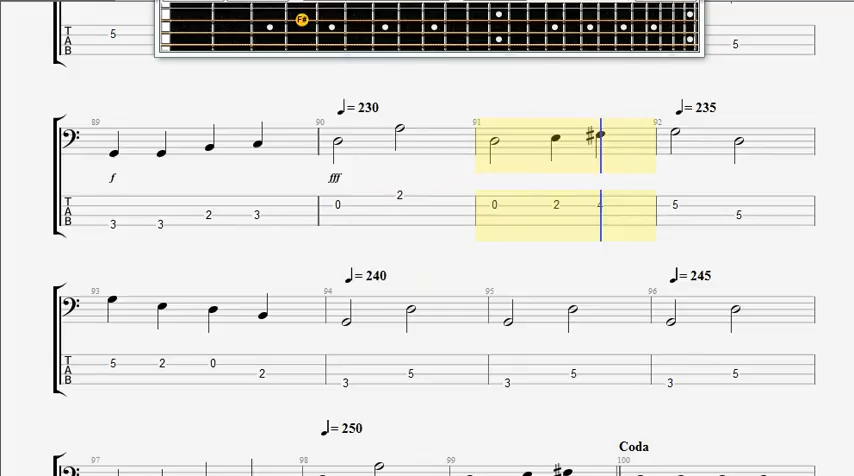 F#
T 5
A
B 5
89 90 ♩= 230 91 92 ♩= 235
f fff
T 2
A 0 0 2 4 5
B 2 3 5
3 3
93 94 ♩= 240 95 96 ♩= 245
T 5 2 0
A
B 2 5 5 5
3 3 3
♩= 250
Coda
97 98 99 100